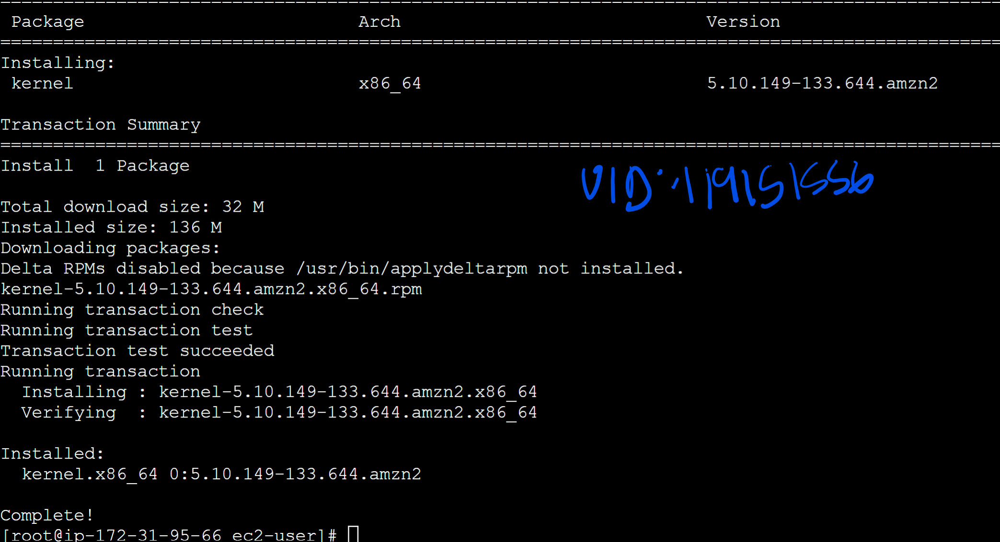 ===============================================================================================
Package Arch Version
===============================================================================================
Installing:
kernel x86_64 5.10.149-133.644.amzn2
Transaction Summary
===============================================================================================
Install 1 Package
UID: 119151556
Total download size: 32 M
Installed size: 136 M
Downloading packages:
Delta RPMs disabled because /usr/bin/applydeltarpm not installed.
kernel-5.10.149-133.644.amzn2.x86_64.rpm
Running transaction check
Running transaction test
Transaction test succeeded
Running transaction
Installing : kernel-5.10.149-133.644.amzn2.x86_64
Verifying : kernel-5.10.149-133.644.amzn2.x86_64
Installed:
kernel.x86_64 0:5.10.149-133.644.amzn2
Complete!
[root@ip-172-31-95-66 ec2-user]#